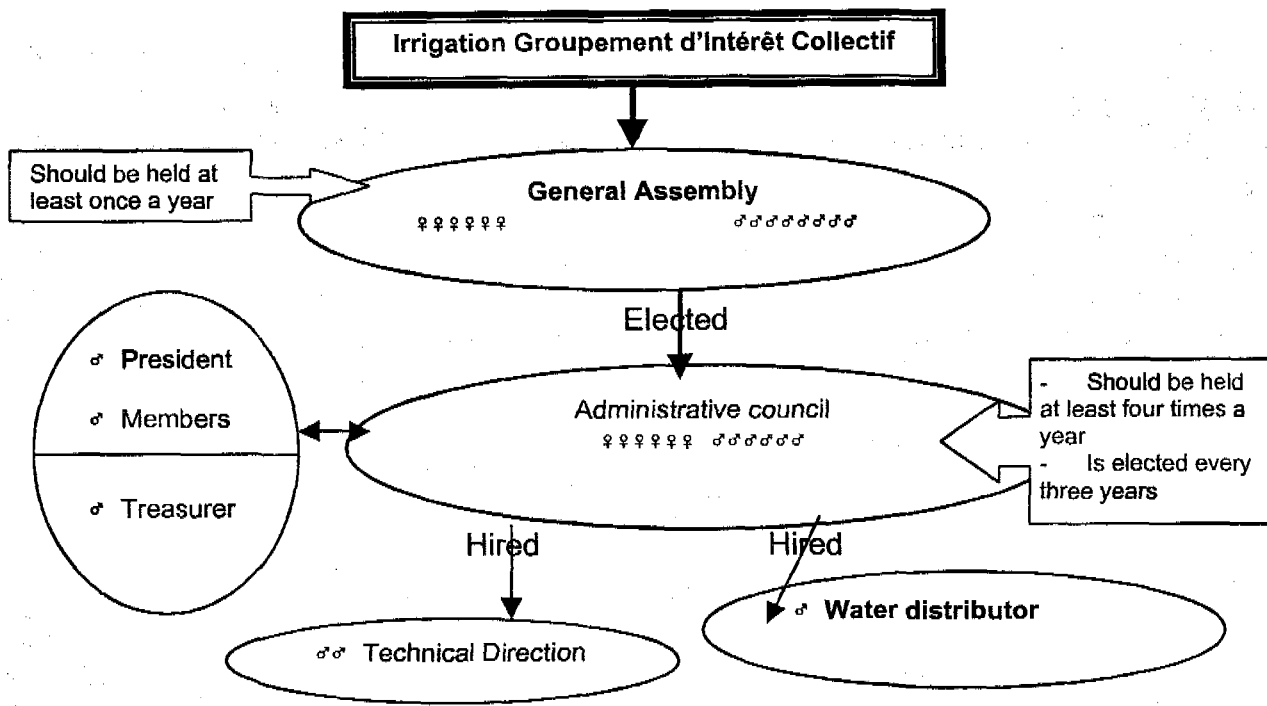 Irrigation Groupement d'Intérêt Collectif
Should be held at
least once a year
General Assembly
♀♀♀♀♀♀ ♂♂♂♂♂♂♂♂
Elected
♂ President
♂ Members
♂ Treasurer
Administrative council
♀♀♀♀♀♀ ♂♂♂♂♂♂
- Should be held
at least four times a
year
- Is elected every
three years
Hired
Hired
♂ Water distributor
♂♂ Technical Direction